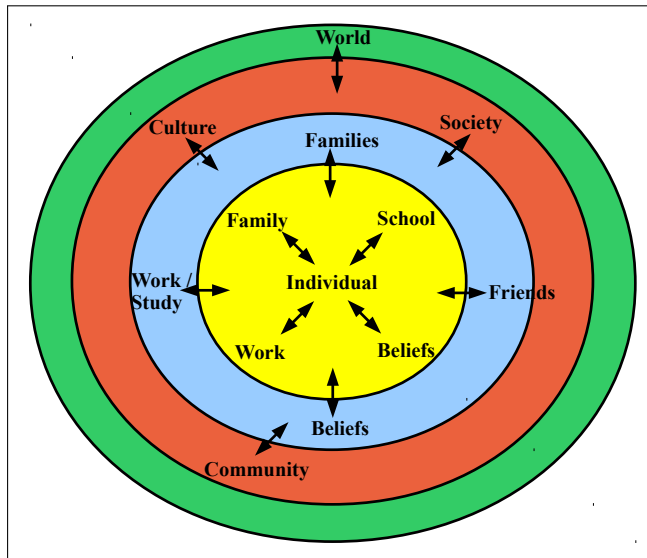 World
Culture
Society
Families
Family
School
Individual
Work /
Study
Friends
Work
Beliefs
Beliefs
Community